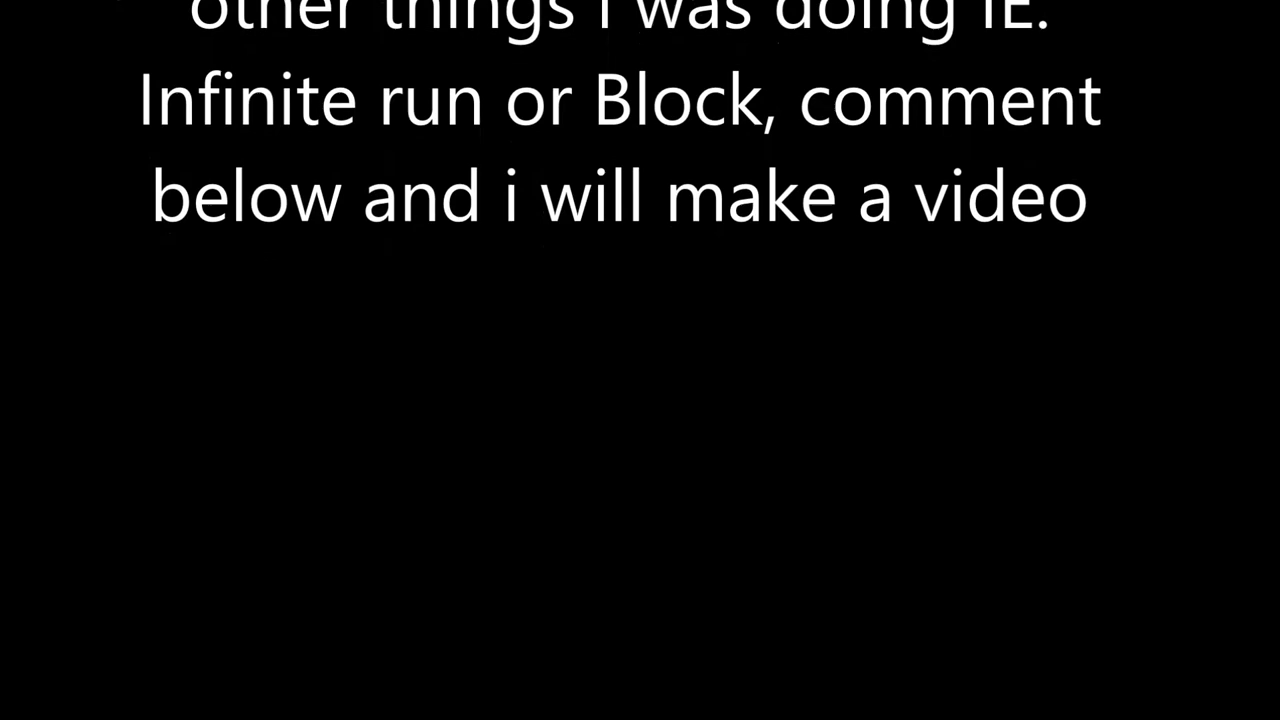 other things i was doing IE.
Infinite run or Block, comment
below and i will make a video